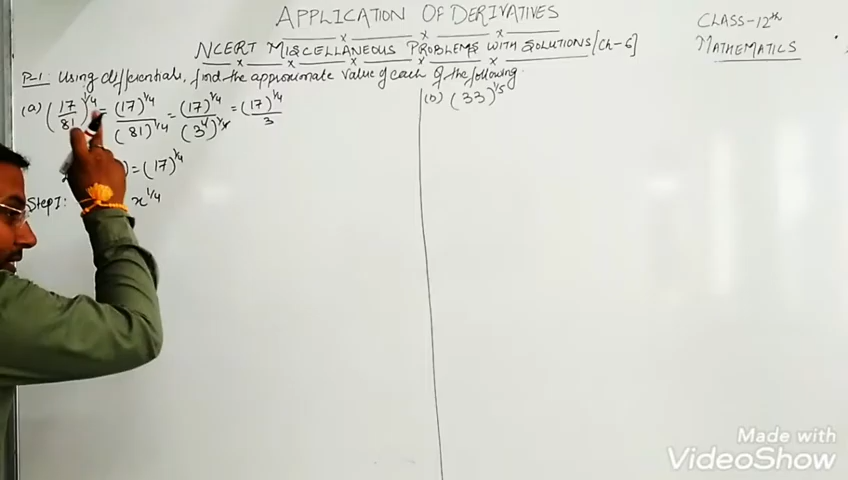 APPLICATION OF DERIVATIVES
NCERT MISCELLANEOUS PROBLEMS WITH SOLUTIONS [Ch-6]
CLASS-12th
MATHEMATICS
P-1: Using differentials, find the approximate value of each of the following
(a) (17/81)^1/4 = (17)^1/4/(81)^1/4 = (17)^1/4/(3^4)^1/4 = (17)^1/4/3
) = (17)^1/4
Step I: x^1/4
(b) (33)^1/5
Made with
VideoShow